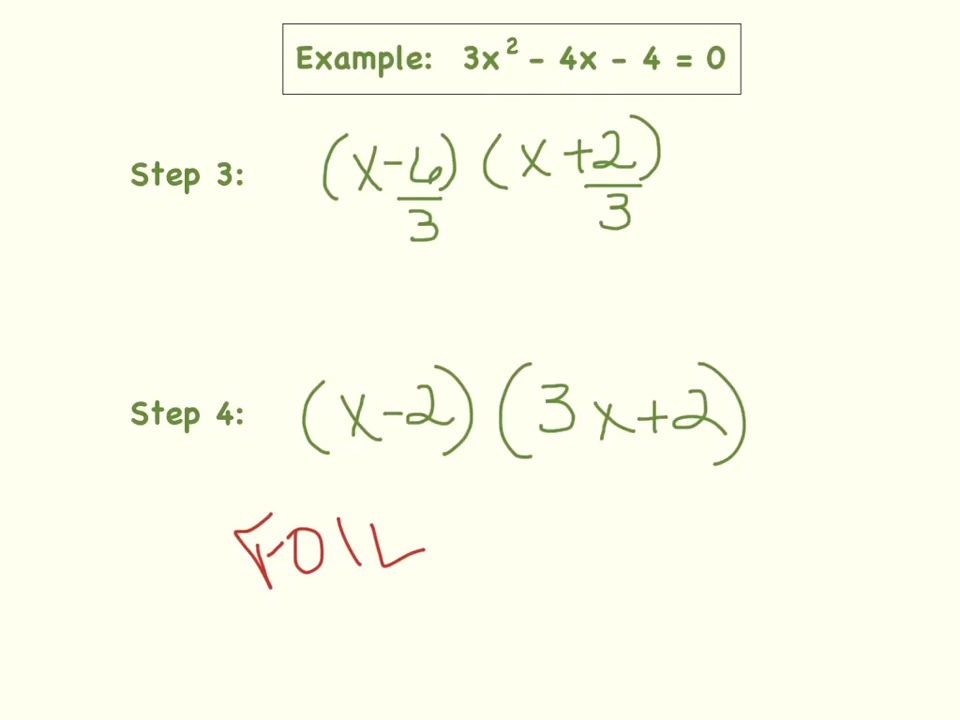 Example: 3x² - 4x - 4 = 0
Step 3: (x-6/3) (x+2/3)
Step 4: (x-2) (3x+2)
FOIL